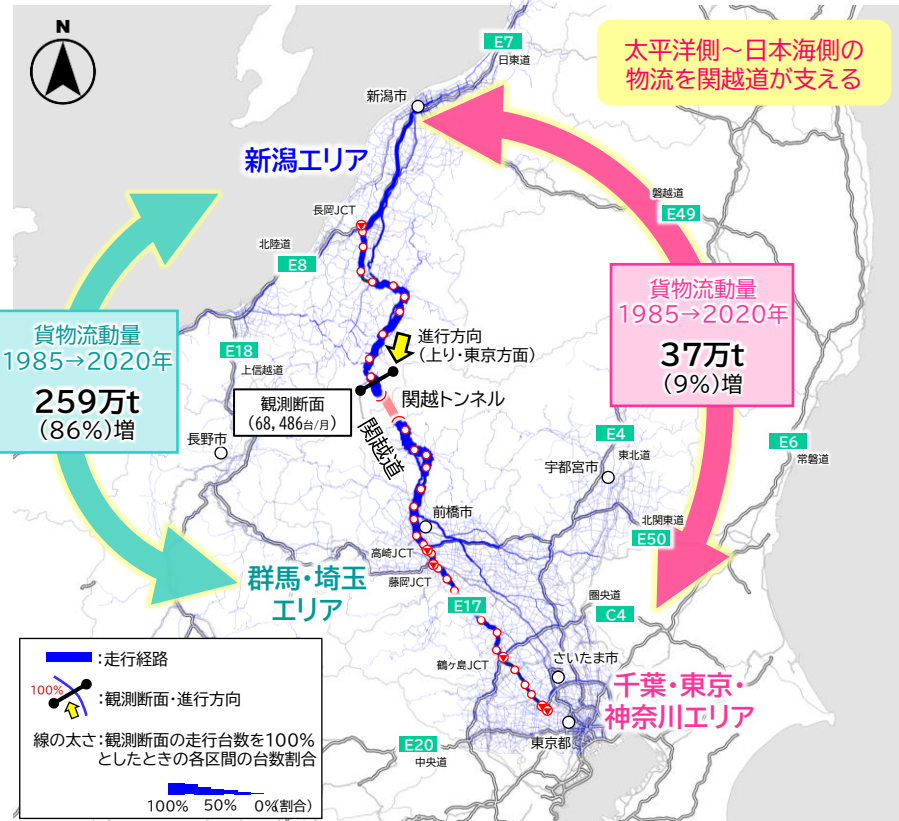 N
E7
日東道
太平洋側~日本海側の
物流を関越道が支える
新潟市
新潟エリア
磐越道
E49
長岡JCT
北陸道
E8
貨物流動量
1985→2020年
37万t
(9%)増
貨物流動量
1985→2020年
259万t
(86%)増
E18
上信越道
進行方向
(上り・東京方面)
観測断面
(68,486台/月)
関越トンネル
関越道
長野市
E4
東北道
E6
常磐道
宇都宮市
前橋市
北関東道
E50
高崎JCT
藤岡JCT
群馬・埼玉
エリア
E17
圏央道
C4
鶴ヶ島JCT
さいたま市
千葉・東京・
神奈川エリア
東京都
E20
中央道
:走行経路
100%
:観測断面・進行方向
線の太さ:観測断面の走行台数を100%
としたときの各区間の台数割合
100% 50% 0%(割合)